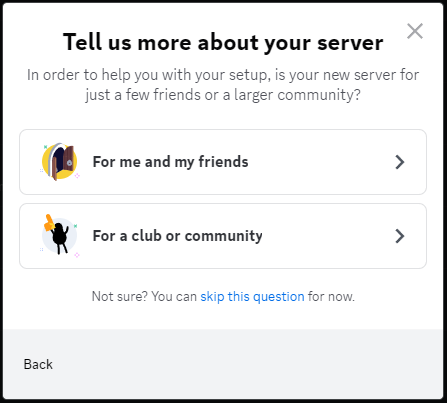 Tell us more about your server
In order to help you with your setup, is your new server for
just a few friends or a larger community?
For me and my friends
For a club or community
Not sure? You can skip this question for now.
Back